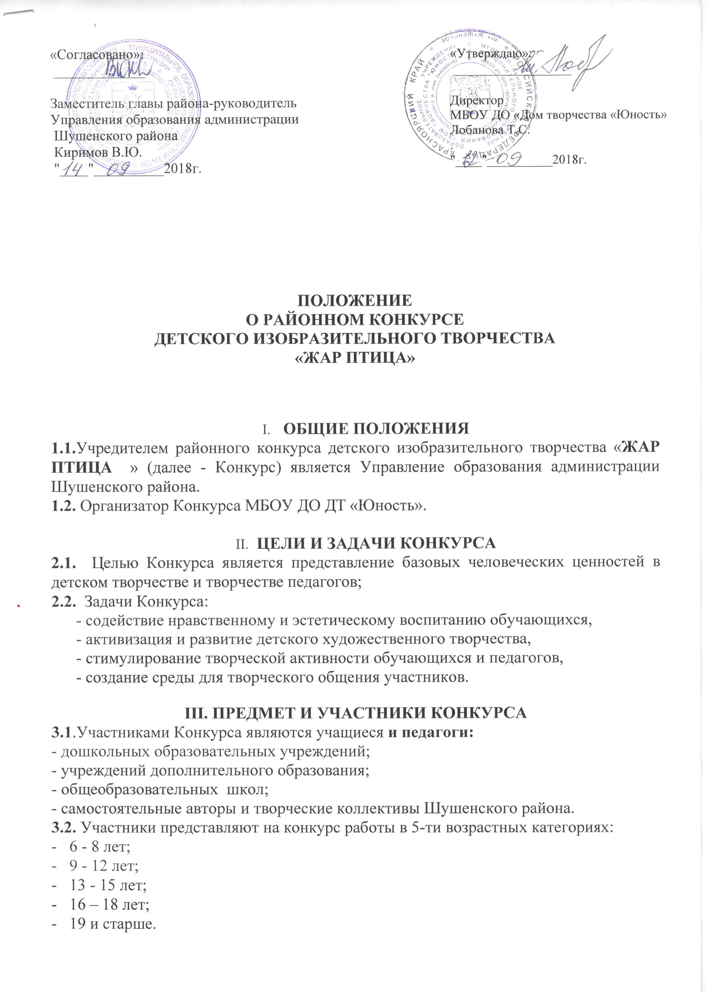 «Согласовано»:
Заместитель главы района-руководитель
Управления образования администрации
Шушенского района
Киримов В.Ю.
"14" 09 2018г.
«Утверждаю»:
Директор
МБОУ ДО «Дом творчества «Юность»
Лобанова Т.С.
"12" 09 2018г.
ПОЛОЖЕНИЕ
О РАЙОННОМ КОНКУРСЕ
ДЕТСКОГО ИЗОБРАЗИТЕЛЬНОГО ТВОРЧЕСТВА
«ЖАР ПТИЦА»
I. ОБЩИЕ ПОЛОЖЕНИЯ
1.1.Учредителем районного конкурса детского изобразительного творчества «ЖАР
ПТИЦА » (далее - Конкурс) является Управление образования администрации
Шушенского района.
1.2. Организатор Конкурса МБОУ ДО ДТ «Юность».
II. ЦЕЛИ И ЗАДАЧИ КОНКУРСА
2.1. Целью Конкурса является представление базовых человеческих ценностей в
детском творчестве и творчестве педагогов;
2.2. Задачи Конкурса:
- содействие нравственному и эстетическому воспитанию обучающихся,
- активизация и развитие детского художественного творчества,
- стимулирование творческой активности обучающихся и педагогов,
- создание среды для творческого общения участников.
III. ПРЕДМЕТ И УЧАСТНИКИ КОНКУРСА
3.1.Участниками Конкурса являются учащиеся и педагоги:
- дошкольных образовательных учреждений;
- учреждений дополнительного образования;
- общеобразовательных школ;
- самостоятельные авторы и творческие коллективы Шушенского района.
3.2. Участники представляют на конкурс работы в 5-ти возрастных категориях:
- 6 - 8 лет;
- 9 - 12 лет;
- 13 - 15 лет;
- 16 – 18 лет;
- 19 и старше.